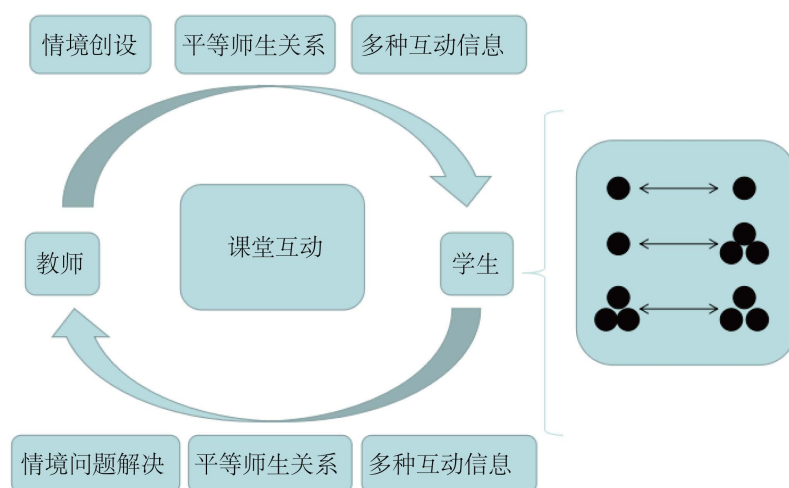 情境创设
平等师生关系
多种互动信息
教师
课堂互动
学生
情境问题解决
平等师生关系
多种互动信息